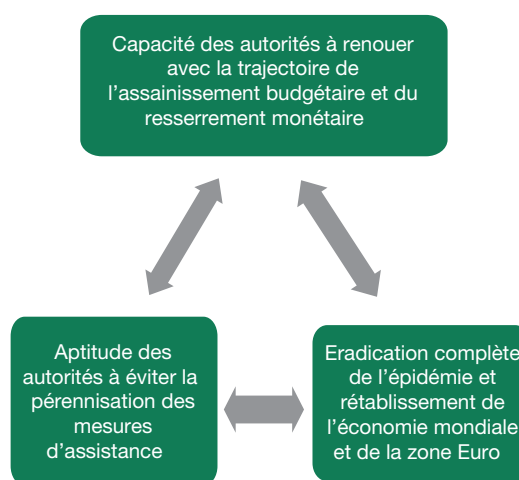 Capacité des autorités à renouer
avec la trajectoire de
l’assainissement budgétaire et du
resserrement monétaire
Aptitude des
autorités à éviter la
pérennisation des
mesures
d’assistance
Eradication complète
de l’épidémie et
rétablissement de
l’économie mondiale
et de la zone Euro